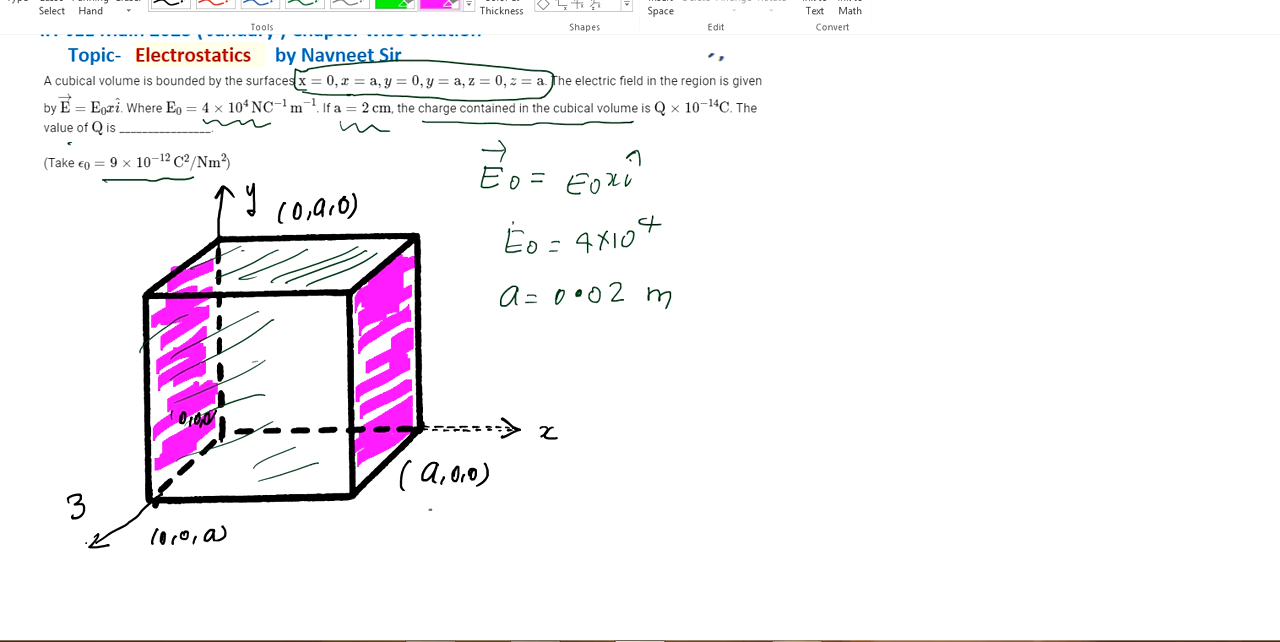 Select
Hand
Thickness
Space
Text
Math
Tools
Shapes
Edit
Convert
Topic- Electrostatics by Navneet Sir
A cubical volume is bounded by the surfaces x = 0, x = a, y = 0, y = a, z = 0, z = a. The electric field in the region is given
by E⃗ = E₀xî. Where E₀ = 4 × 10⁴ NC⁻¹ m⁻¹. If a = 2 cm, the charge contained in the cubical volume is Q × 10⁻¹⁴C. The
value of Q is ________________.
(Take ϵ₀ = 9 × 10⁻¹² C²/Nm²)
E⃗0 = E0xî
E0 = 4×10⁴
a = 0.02 m
y
(0,a,0)
(0,0,0)
x
(a,0,0)
3
(0,0,a)